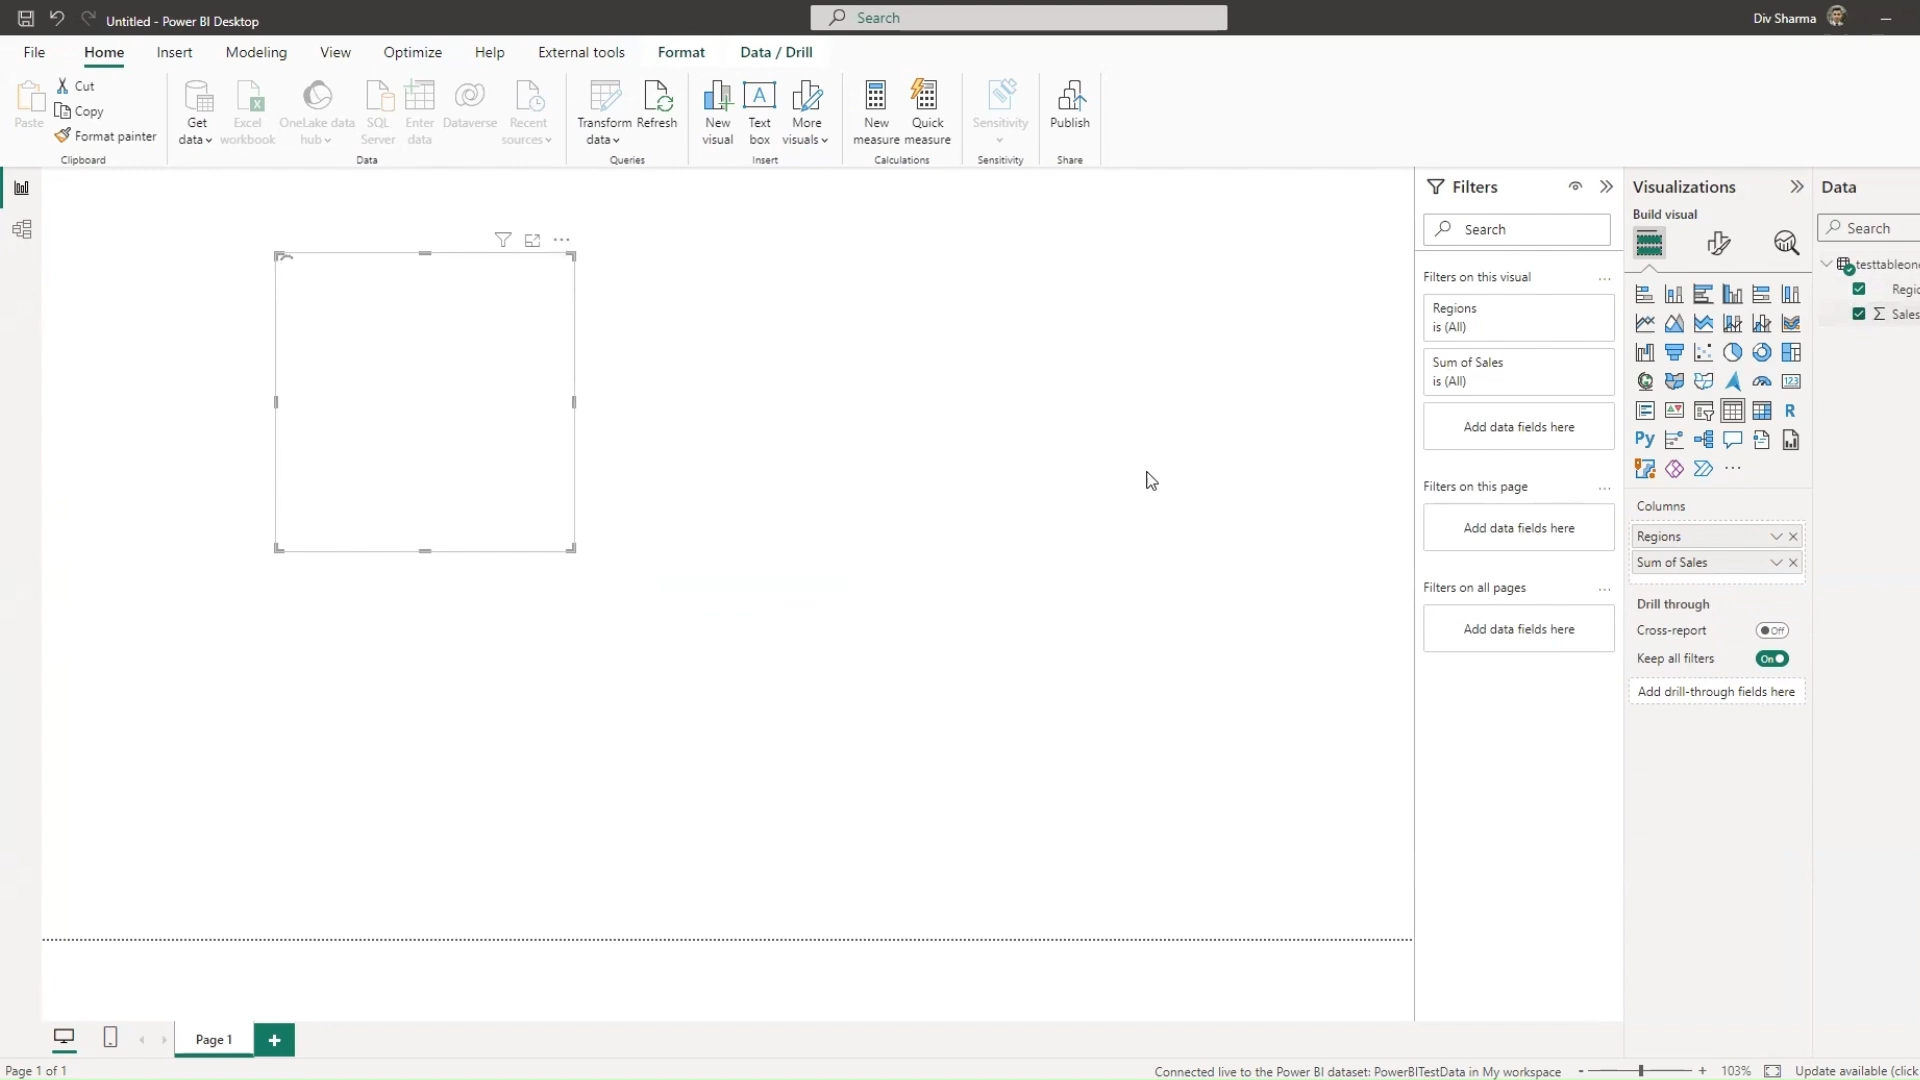 Untitled - Power BI Desktop
Search
Div Sharma
File
Home
Insert
Modeling
View
Optimize
Help
External tools
Format
Data / Drill
Paste
Cut
Copy
Format painter
Clipboard
Get
data
Excel
workbook
OneLake data
hub
SQL
Server
Enter
data
Dataverse
Recent
sources
Data
Transform
data
Refresh
Queries
New
visual
A
Text
box
More
visuals
Insert
New
measure
Quick
measure
Calculations
Sensitivity
Sensitivity
Publish
Share
Filters
Search
Filters on this visual
Regions
is (All)
Sum of Sales
is (All)
Add data fields here
Filters on this page
Add data fields here
Filters on all pages
Add data fields here
Visualizations
Build visual
123
R
Py
Columns
Regions
Sum of Sales
Drill through
Cross-report
Off
Keep all filters
On
Add drill-through fields here
Data
Search
testtableone
Regio
Sales
Page 1
Page 1 of 1
Connected live to the Power BI dataset: PowerBITestData in My workspace
- + 103%
Update available (click